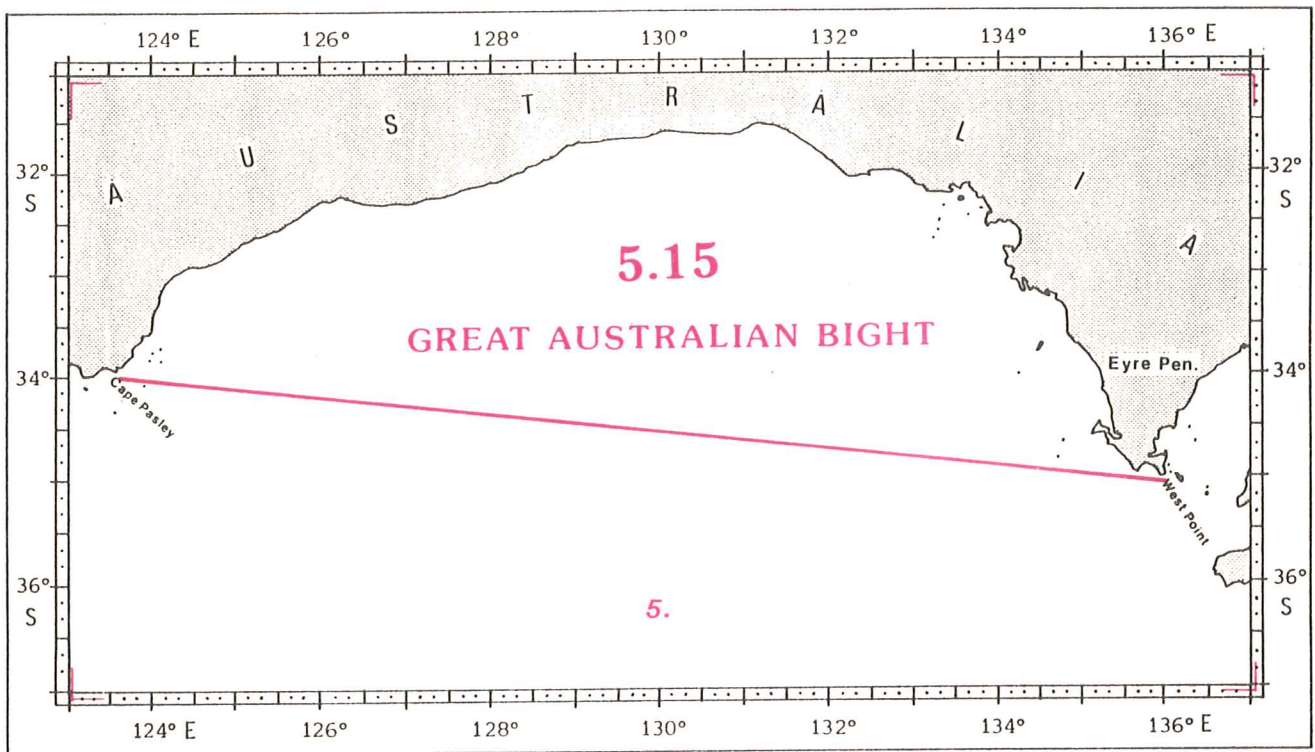 124° E 126° 128° 130° 132° 134° 136° E
A U S T R A L I A
32°
S
32°
S
5.15
GREAT AUSTRALIAN BIGHT
34°
34°
Eyre Pen.
Cape Pasley
West Point
36°
S
36°
S
5.
124° E 126° 128° 130° 132° 134° 136° E